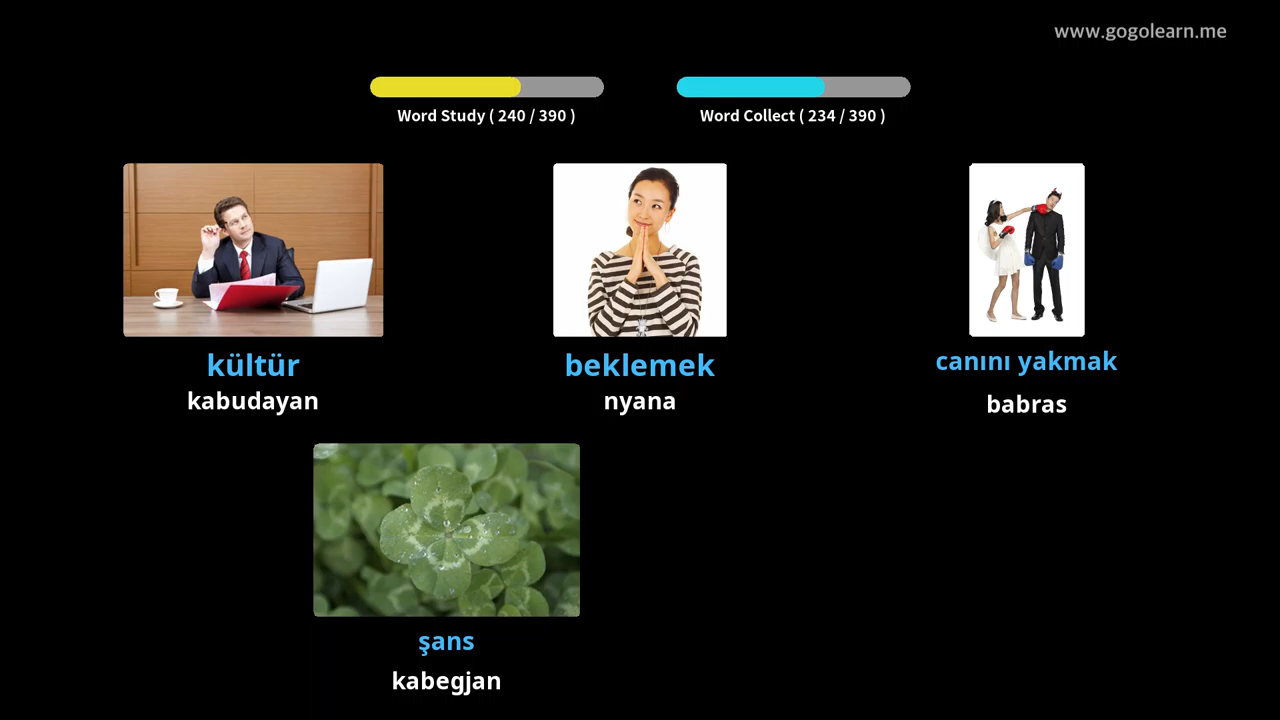 www.gogolearn.me
Word Study ( 240 / 390 )
Word Collect ( 234 / 390 )
kültür
kabudayan
beklemek
nyana
canını yakmak
babras
şans
kabegjan